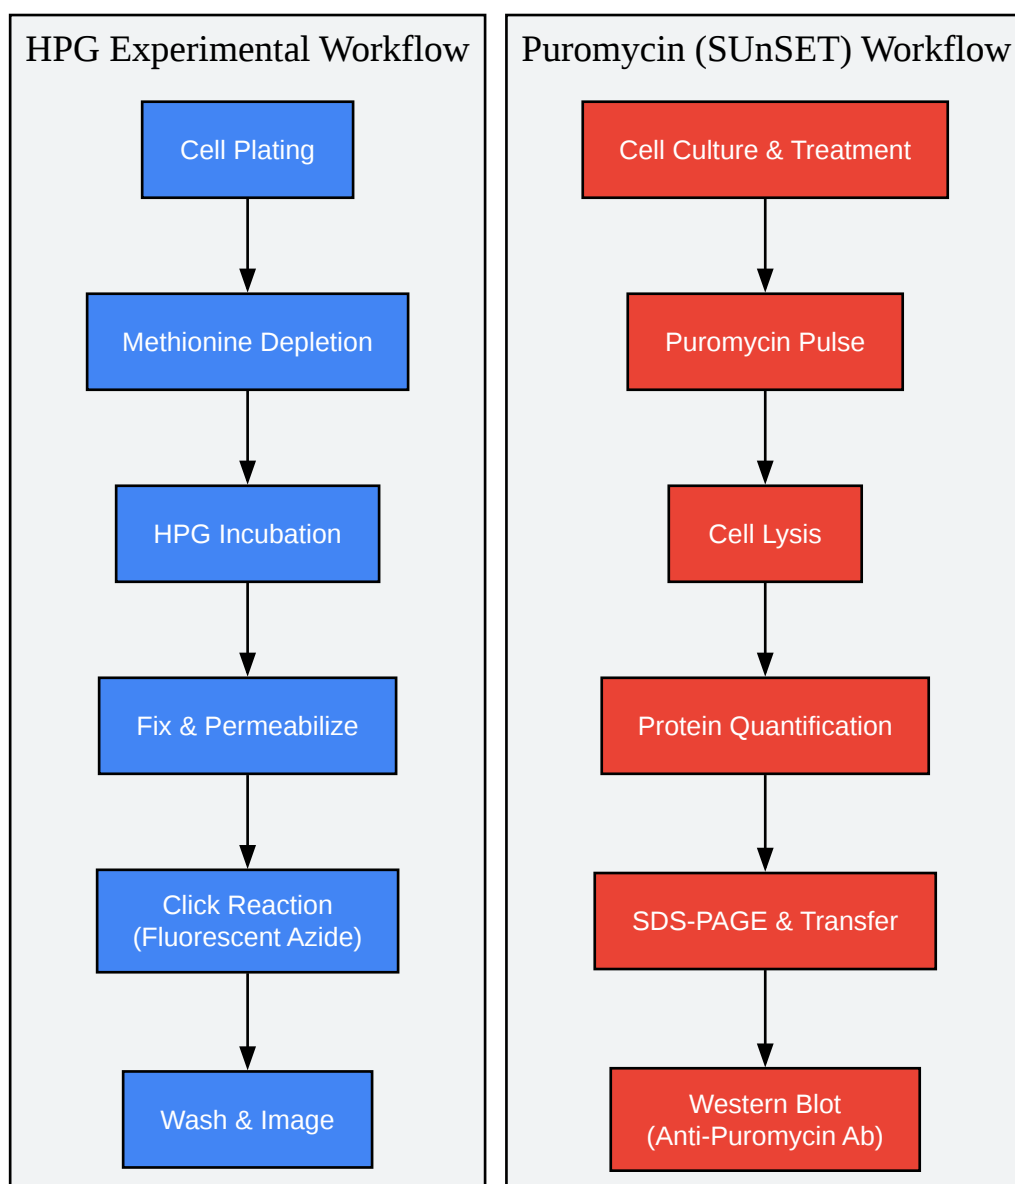 HPG Experimental Workflow
Cell Plating
Methionine Depletion
HPG Incubation
Fix & Permeabilize
Click Reaction
(Fluorescent Azide)
Wash & Image
Puromycin (SUnSET) Workflow
Cell Culture & Treatment
Puromycin Pulse
Cell Lysis
Protein Quantification
SDS-PAGE & Transfer
Western Blot
(Anti-Puromycin Ab)